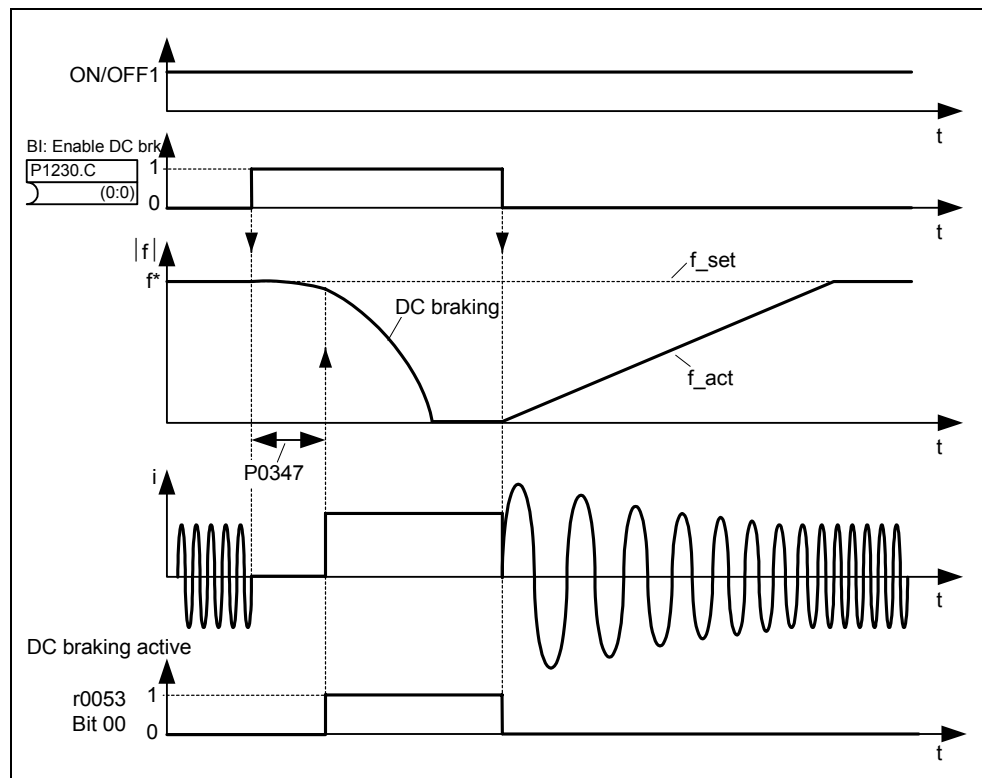 ON/OFF1
t
BI: Enable DC brk
P1230.C
(0:0)
1
0
t
|f|
f*
f_set
DC braking
f_act
t
P0347
i
t
DC braking active
r0053
Bit 00
1
0
t